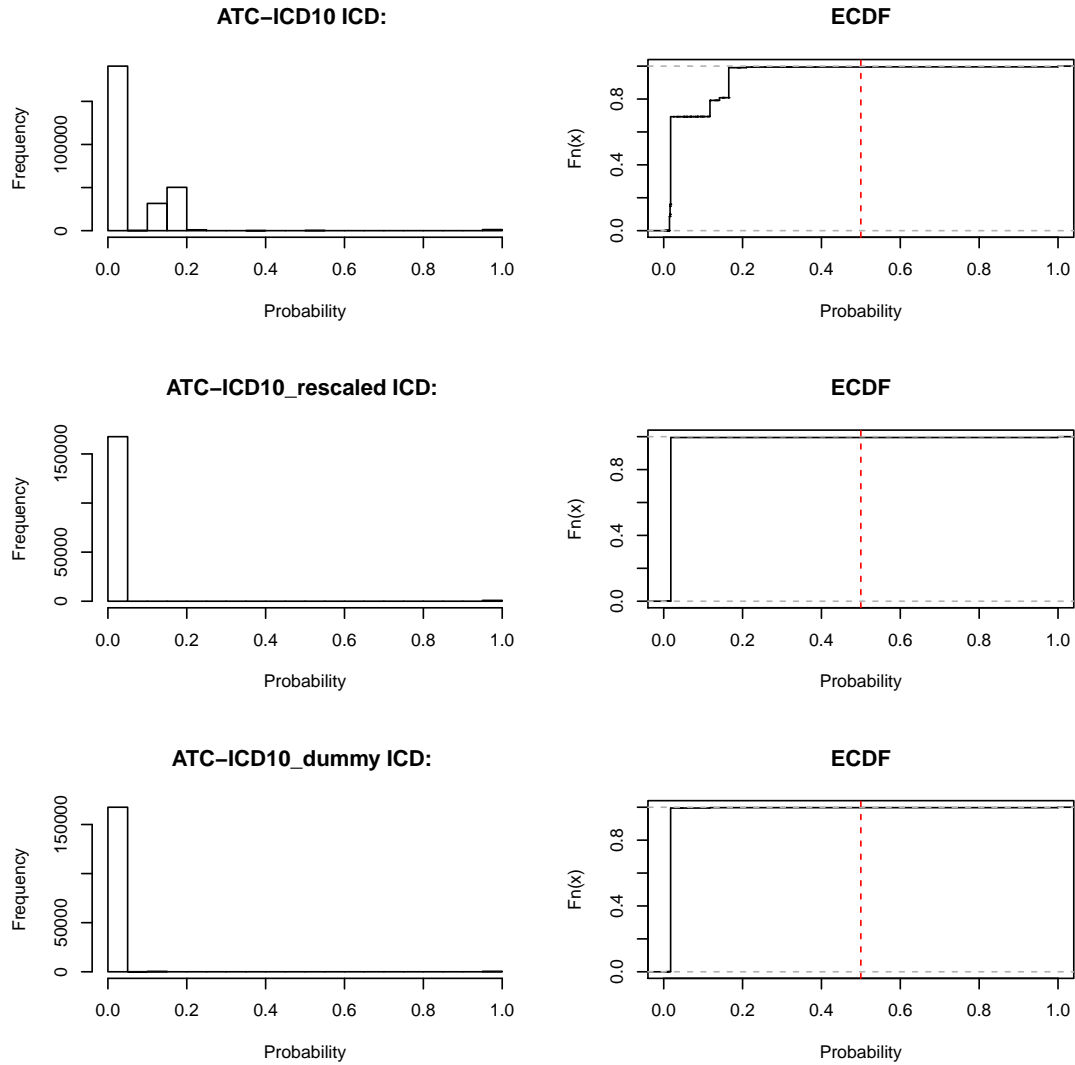 ATC−ICD10 ICD:
Frequency
0
100000
0.0 0.2 0.4 0.6 0.8 1.0
Probability
ECDF
Fn(x)
0.0 0.4 0.8
0.0 0.2 0.4 0.6 0.8 1.0
Probability
ATC−ICD10_rescaled ICD:
Frequency
0 50000 150000
0.0 0.2 0.4 0.6 0.8 1.0
Probability
ECDF
Fn(x)
0.0 0.4 0.8
0.0 0.2 0.4 0.6 0.8 1.0
Probability
ATC−ICD10_dummy ICD:
Frequency
0 50000 150000
0.0 0.2 0.4 0.6 0.8 1.0
Probability
ECDF
Fn(x)
0.0 0.4 0.8
0.0 0.2 0.4 0.6 0.8 1.0
Probability